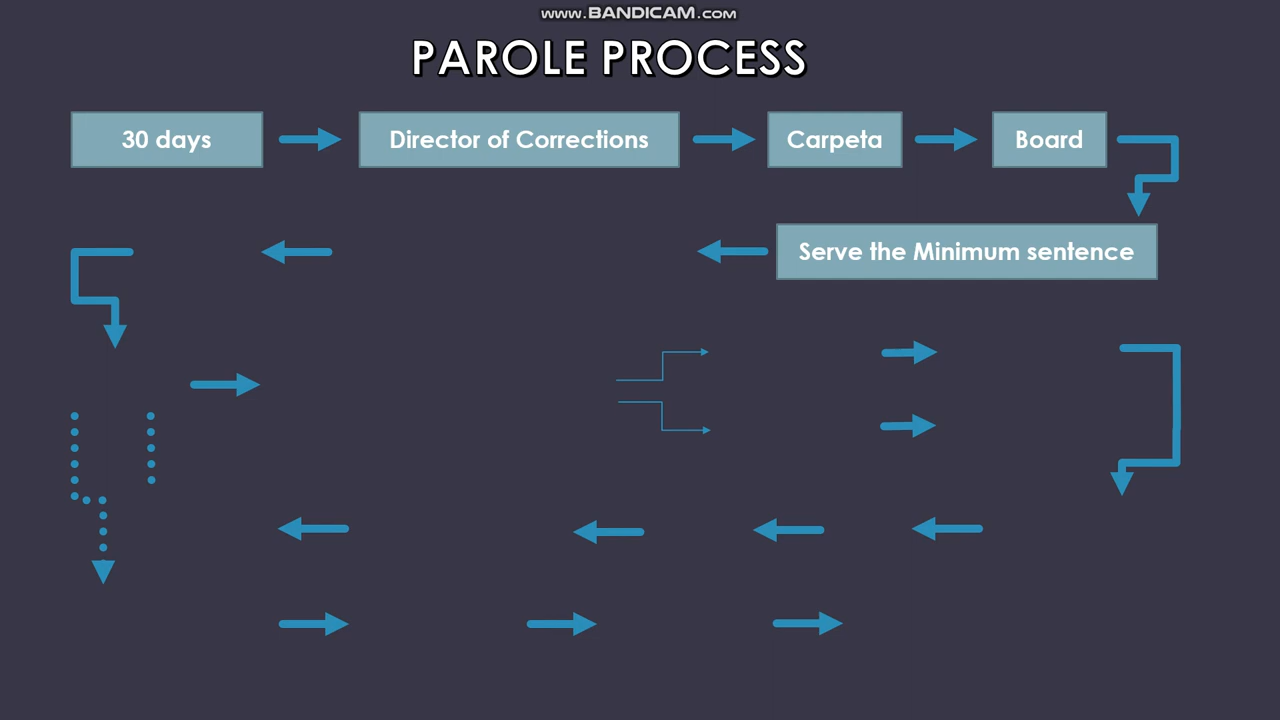 www.BANDICAM.com
PAROLE PROCESS
30 days
Director of Corrections
Carpeta
Board
Serve the Minimum sentence